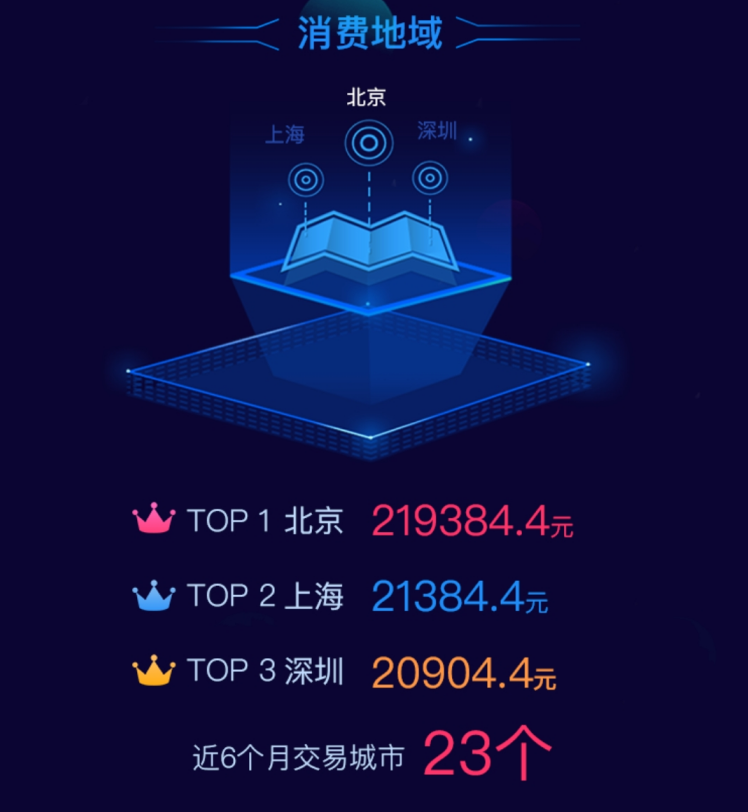 消费地域
北京
上海
深圳
TOP 1 北京 219384.4元
TOP 2 上海 21384.4元
TOP 3 深圳 20904.4元
近6个月交易城市 23个